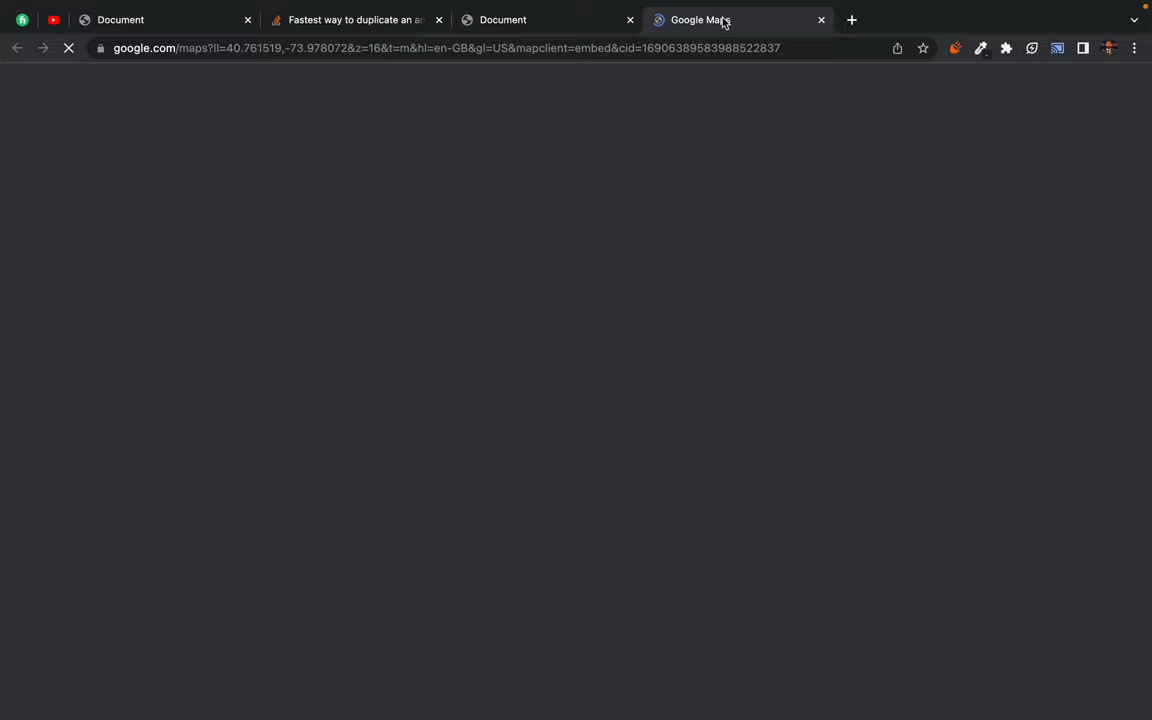 Document
Fastest way to duplicate an ar
Document
Google Maps
google.com/maps?ll=40.761519,-73.978072&z=16&t=m&hl=en-GB&gl=US&mapclient=embed&cid=16906389583988522837